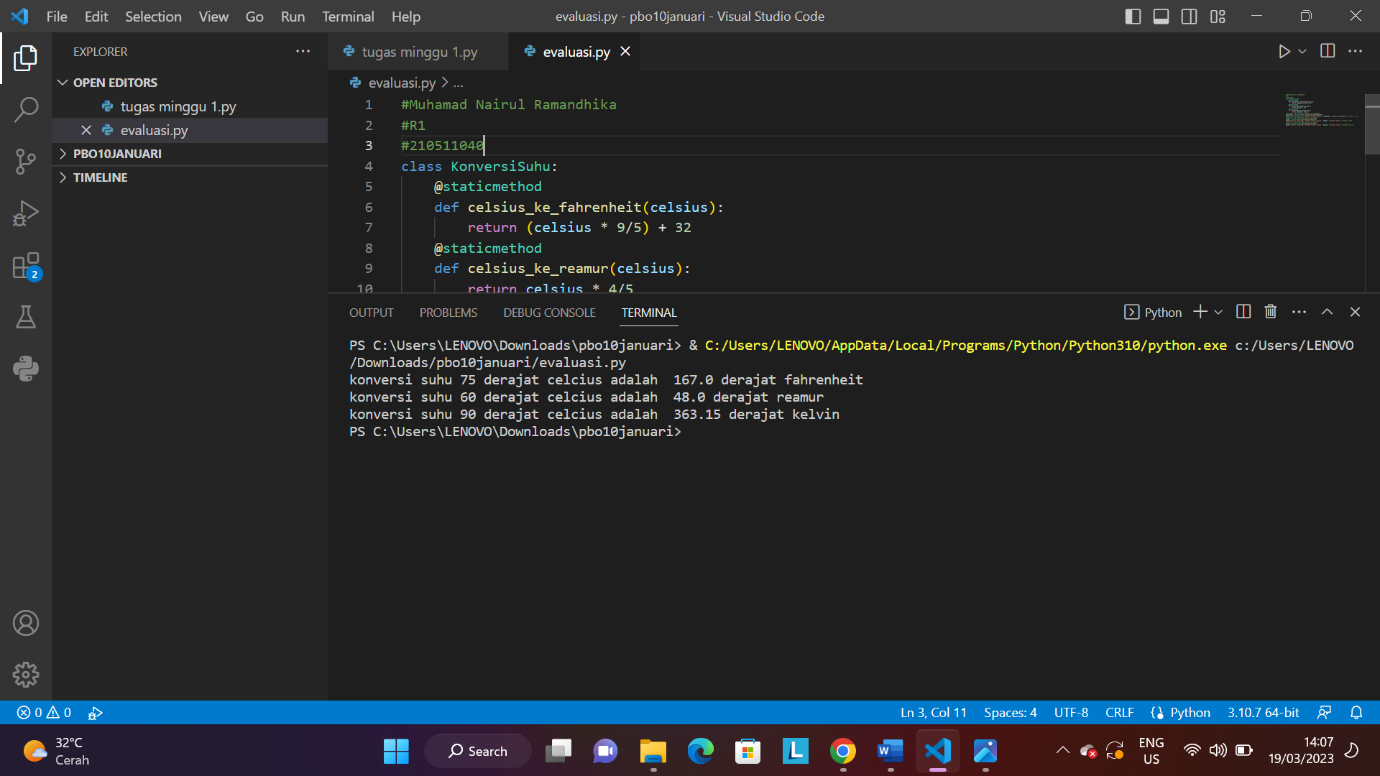 File Edit Selection View Go Run Terminal Help
evaluasi.py - pbo10januari - Visual Studio Code
EXPLORER
OPEN EDITORS
tugas minggu 1.py
evaluasi.py
PBO10JANUARI
TIMELINE
2
tugas minggu 1.py
evaluasi.py
evaluasi.py > ...
1 #Muhamad Nairul Ramandhika
2 #R1
3 #210511040
4 class KonversiSuhu:
5 @staticmethod
6 def celsius_ke_fahrenheit(celsius):
7 return (celsius * 9/5) + 32
8 @staticmethod
9 def celsius_ke_reamur(celsius):
10 return celsius * 4/5
OUTPUT PROBLEMS DEBUG CONSOLE TERMINAL
Python
PS C:\Users\LENOVO\Downloads\pbo10januari> & C:/Users/LENOVO/AppData/Local/Programs/Python/Python310/python.exe c:/Users/LENOVO
/Downloads/pbo10januari/evaluasi.py
konversi suhu 75 derajat celcius adalah  167.0 derajat fahrenheit
konversi suhu 60 derajat celcius adalah  48.0 derajat reamur
konversi suhu 90 derajat celcius adalah  363.15 derajat kelvin
PS C:\Users\LENOVO\Downloads\pbo10januari>
0 0
Ln 3, Col 11 Spaces: 4 UTF-8 CRLF Python 3.10.7 64-bit
32°C
Cerah
Search
L
W
ENG
US
14:07
19/03/2023